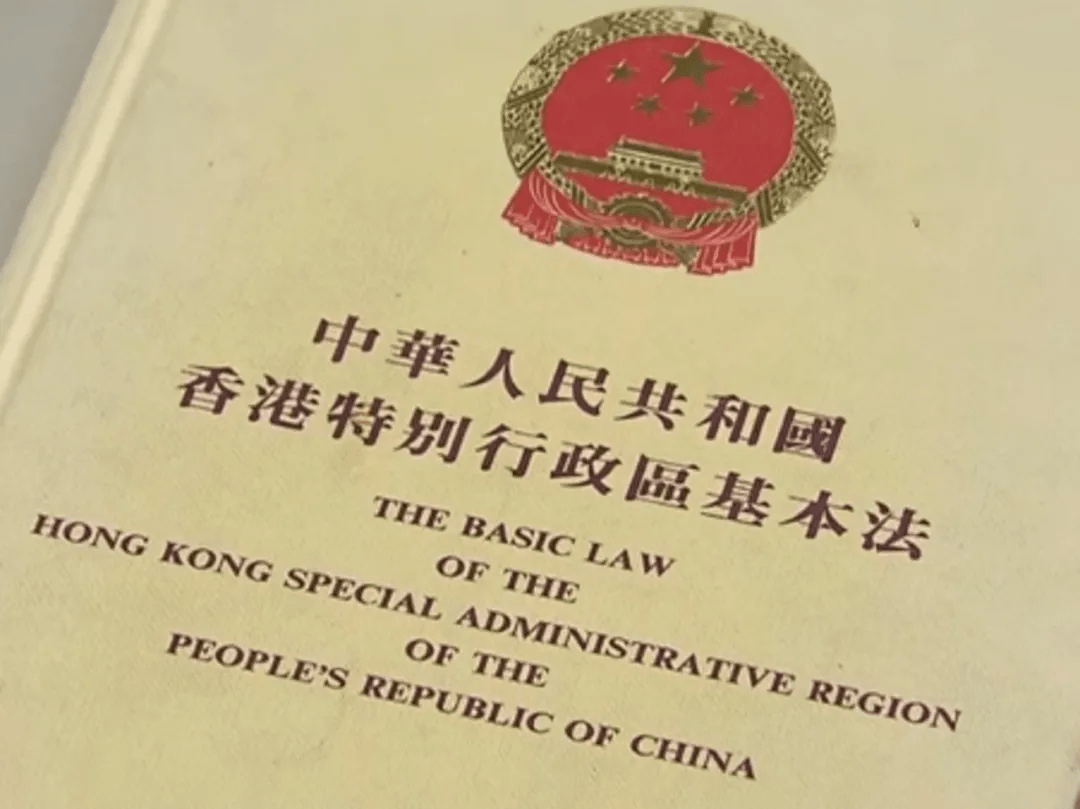 中華人民共和國
香港特別行政區基本法
THE BASIC LAW
OF THE
HONG KONG SPECIAL ADMINISTRATIVE REGION
OF THE
PEOPLE'S REPUBLIC OF CHINA